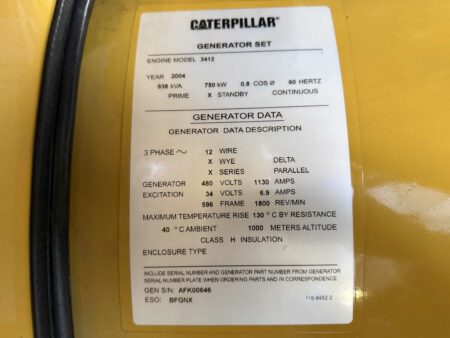 CATERPILLAR
GENERATOR SET
ENGINE MODEL 3412
YEAR 2004
938 kVA 750 kW 0.8 COS Ø 60 HERTZ
PRIME X STANDBY CONTINUOUS
GENERATOR DATA
GENERATOR DATA DESCRIPTION
3 PHASE ~ 12 WIRE
X WYE DELTA
X SERIES PARALLEL
GENERATOR 480 VOLTS 1130 AMPS
EXCITATION 34 VOLTS 6.9 AMPS
596 FRAME 1800 REV/MIN
MAXIMUM TEMPERATURE RISE 130 °C BY RESISTANCE
40 °C AMBIENT 1000 METERS ALTITUDE
CLASS H INSULATION
ENCLOSURE TYPE
INCLUDE SERIAL NUMBER AND GENERATOR PART NUMBER FROM GENERATOR
SERIAL NUMBER PLATE WHEN ORDERING PARTS AND IN CORRESPONDENCE.
GEN S/N: AFK00646
ESO: BFGNX 116-8452 2